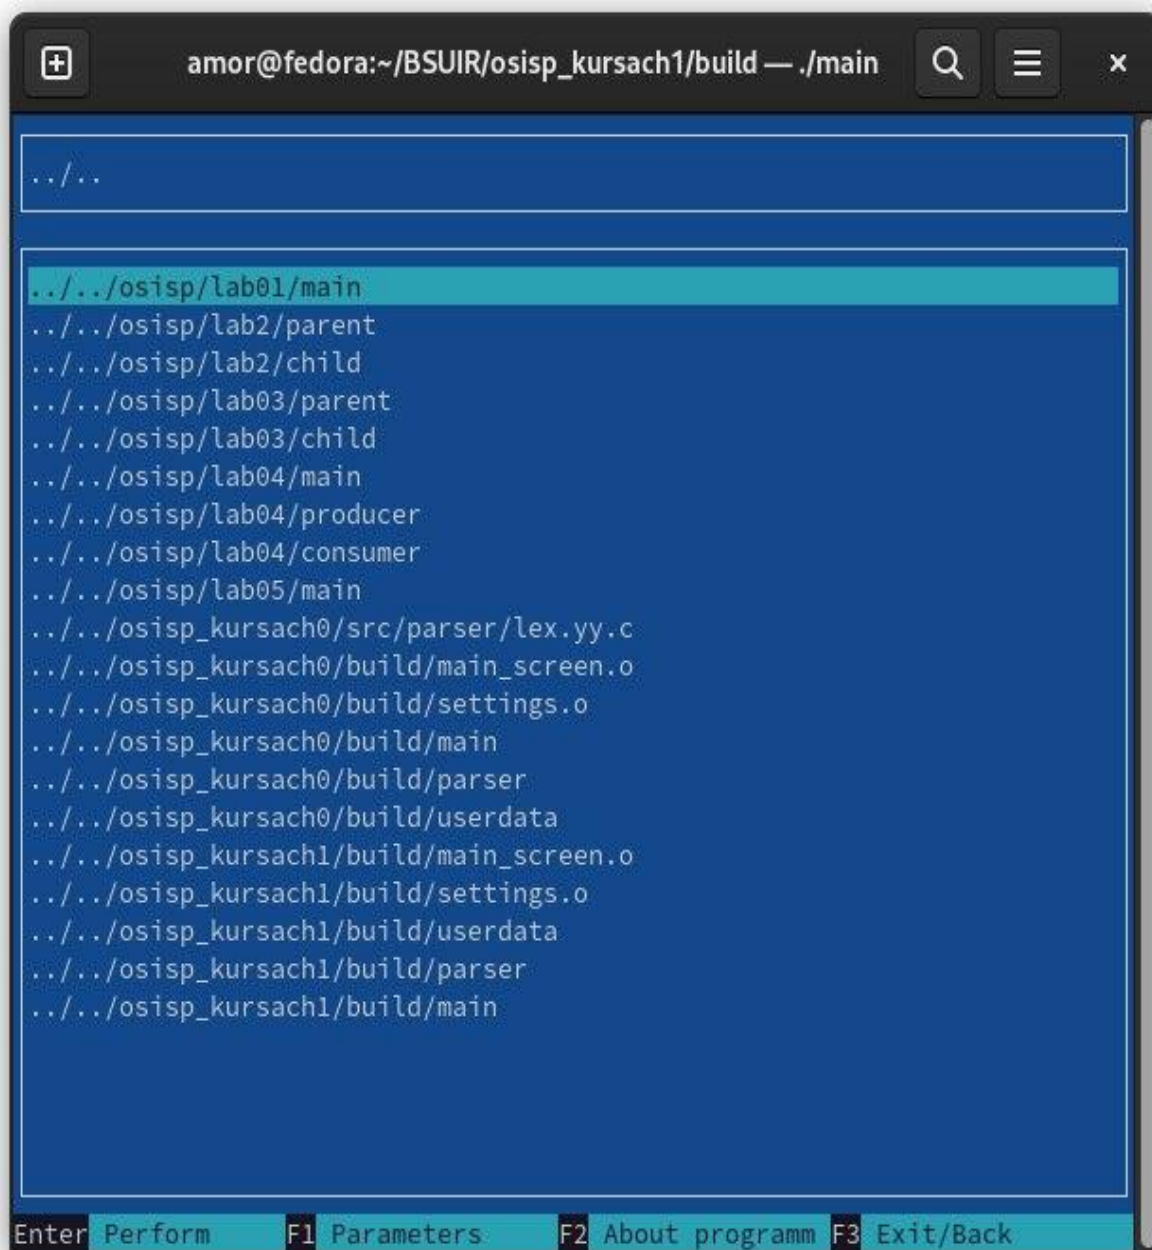 amor@fedora:~/BSUIR/osisp_kursach1/build — ./main
../..
../../osisp/lab01/main
../../osisp/lab2/parent
../../osisp/lab2/child
../../osisp/lab03/parent
../../osisp/lab03/child
../../osisp/lab04/main
../../osisp/lab04/producer
../../osisp/lab04/consumer
../../osisp/lab05/main
../../osisp_kursach0/src/parser/lex.yy.c
../../osisp_kursach0/build/main_screen.o
../../osisp_kursach0/build/settings.o
../../osisp_kursach0/build/main
../../osisp_kursach0/build/parser
../../osisp_kursach0/build/userdata
../../osisp_kursach1/build/main_screen.o
../../osisp_kursach1/build/settings.o
../../osisp_kursach1/build/userdata
../../osisp_kursach1/build/parser
../../osisp_kursach1/build/main
Enter Perform F1 Parameters F2 About programm F3 Exit/Back